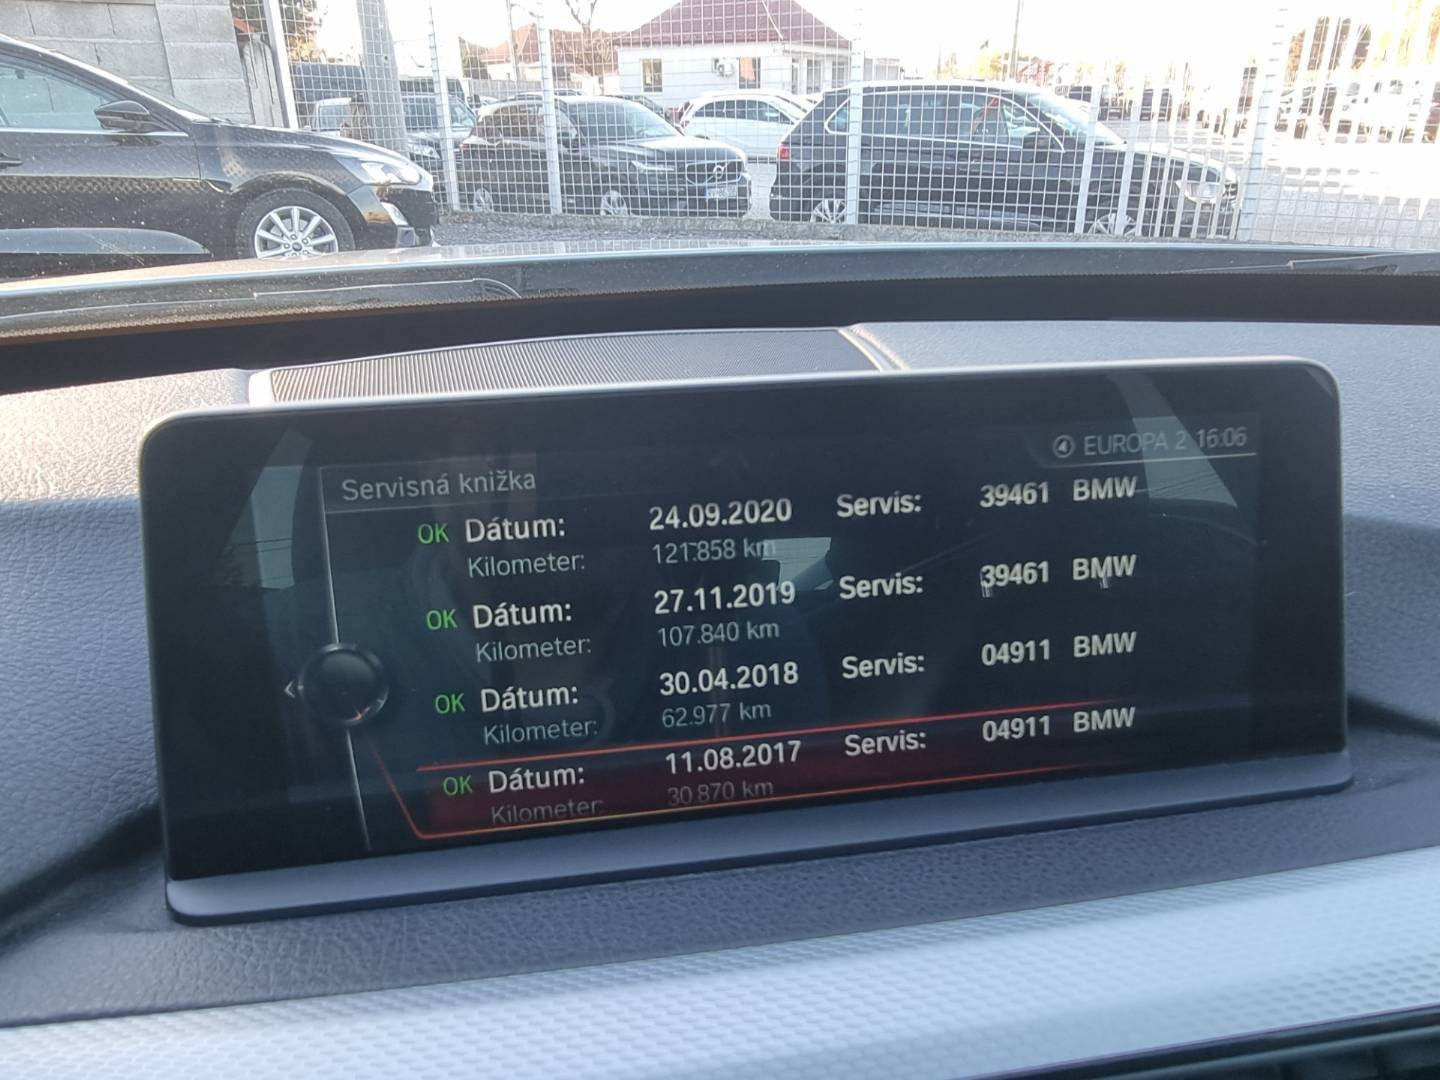 EUROPA 2 16:06
Servisná knižka
OK Dátum: 24.09.2020 Servis: 39461 BMW
Kilometer: 121.858 km
OK Dátum: 27.11.2019 Servis: 39461 BMW
Kilometer: 107.840 km
OK Dátum: 30.04.2018 Servis: 04911 BMW
Kilometer: 62.977 km
OK Dátum: 11.08.2017 Servis: 04911 BMW
Kilometer: 30.870 km